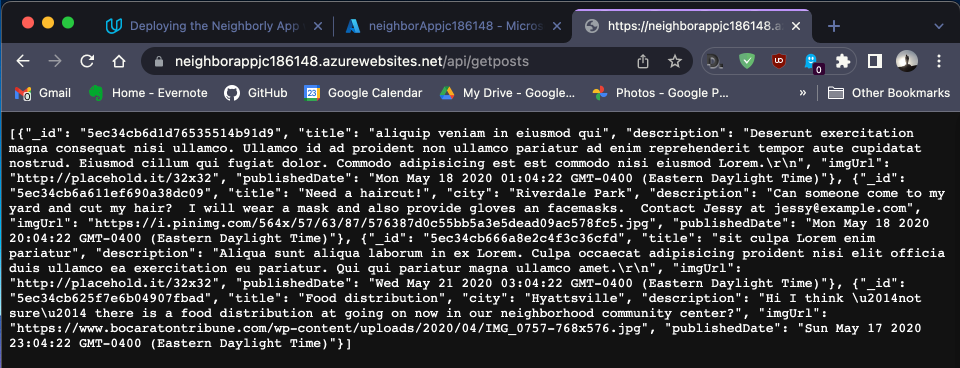 Deploying the Neighborly App
neighborAppjc186148 - Micros
https://neighborappjc186148.a
neighborappjc186148.azurewebsites.net/api/getposts
0
Gmail
Home - Evernote
GitHub
23
Google Calendar
My Drive - Google...
Photos - Google P...
»
Other Bookmarks
[{"_id": "5ec34cb6d1d76535514b91d9", "title": "aliquip veniam in eiusmod qui", "description": "Deserunt exercitation
magna consequat nisi ullamco. Ullamco id ad proident non ullamco pariatur ad enim reprehenderit tempor aute cupidatat
nostrud. Eiusmod cillum qui fugiat dolor. Commodo adipisicing est est commodo nisi eiusmod Lorem.\r\n", "imgUrl":
"http://placehold.it/32x32", "publishedDate": "Mon May 18 2020 01:04:22 GMT-0400 (Eastern Daylight Time)"}, {"_id":
"5ec34cb6a611ef690a38dc09", "title": "Need a haircut!", "city": "Riverdale Park", "description": "Can someone come to my
yard and cut my hair?  I will wear a mask and also provide gloves an facemasks.  Contact Jessy at jessy@example.com",
"imgUrl": "https://i.pinimg.com/564x/57/63/87/576387d0c55bb5a3e5dead09ac578fc5.jpg", "publishedDate": "Mon May 18 2020
20:04:22 GMT-0400 (Eastern Daylight Time)"}, {"_id": "5ec34cb666a8e2c4f3c36cfd", "title": "sit culpa Lorem enim
pariatur", "description": "Aliqua sunt aliqua laborum in ex Lorem. Culpa occaecat adipisicing proident nisi elit officia
duis ullamco ea exercitation eu pariatur. Qui qui pariatur magna ullamco amet.\r\n", "imgUrl":
"http://placehold.it/32x32", "publishedDate": "Wed May 21 2020 03:04:22 GMT-0400 (Eastern Daylight Time)"}, {"_id":
"5ec34cb625f7e6b04907fbad", "title": "Food distribution", "city": "Hyattsville", "description": "Hi I think \u2014not
sure\u2014 there is a food distribution at going on now in our neighborhood community center?", "imgUrl":
"https://www.bocaratontribune.com/wp-content/uploads/2020/04/IMG_0757-768x576.jpg", "publishedDate": "Sun May 17 2020
23:04:22 GMT-0400 (Eastern Daylight Time)"}]